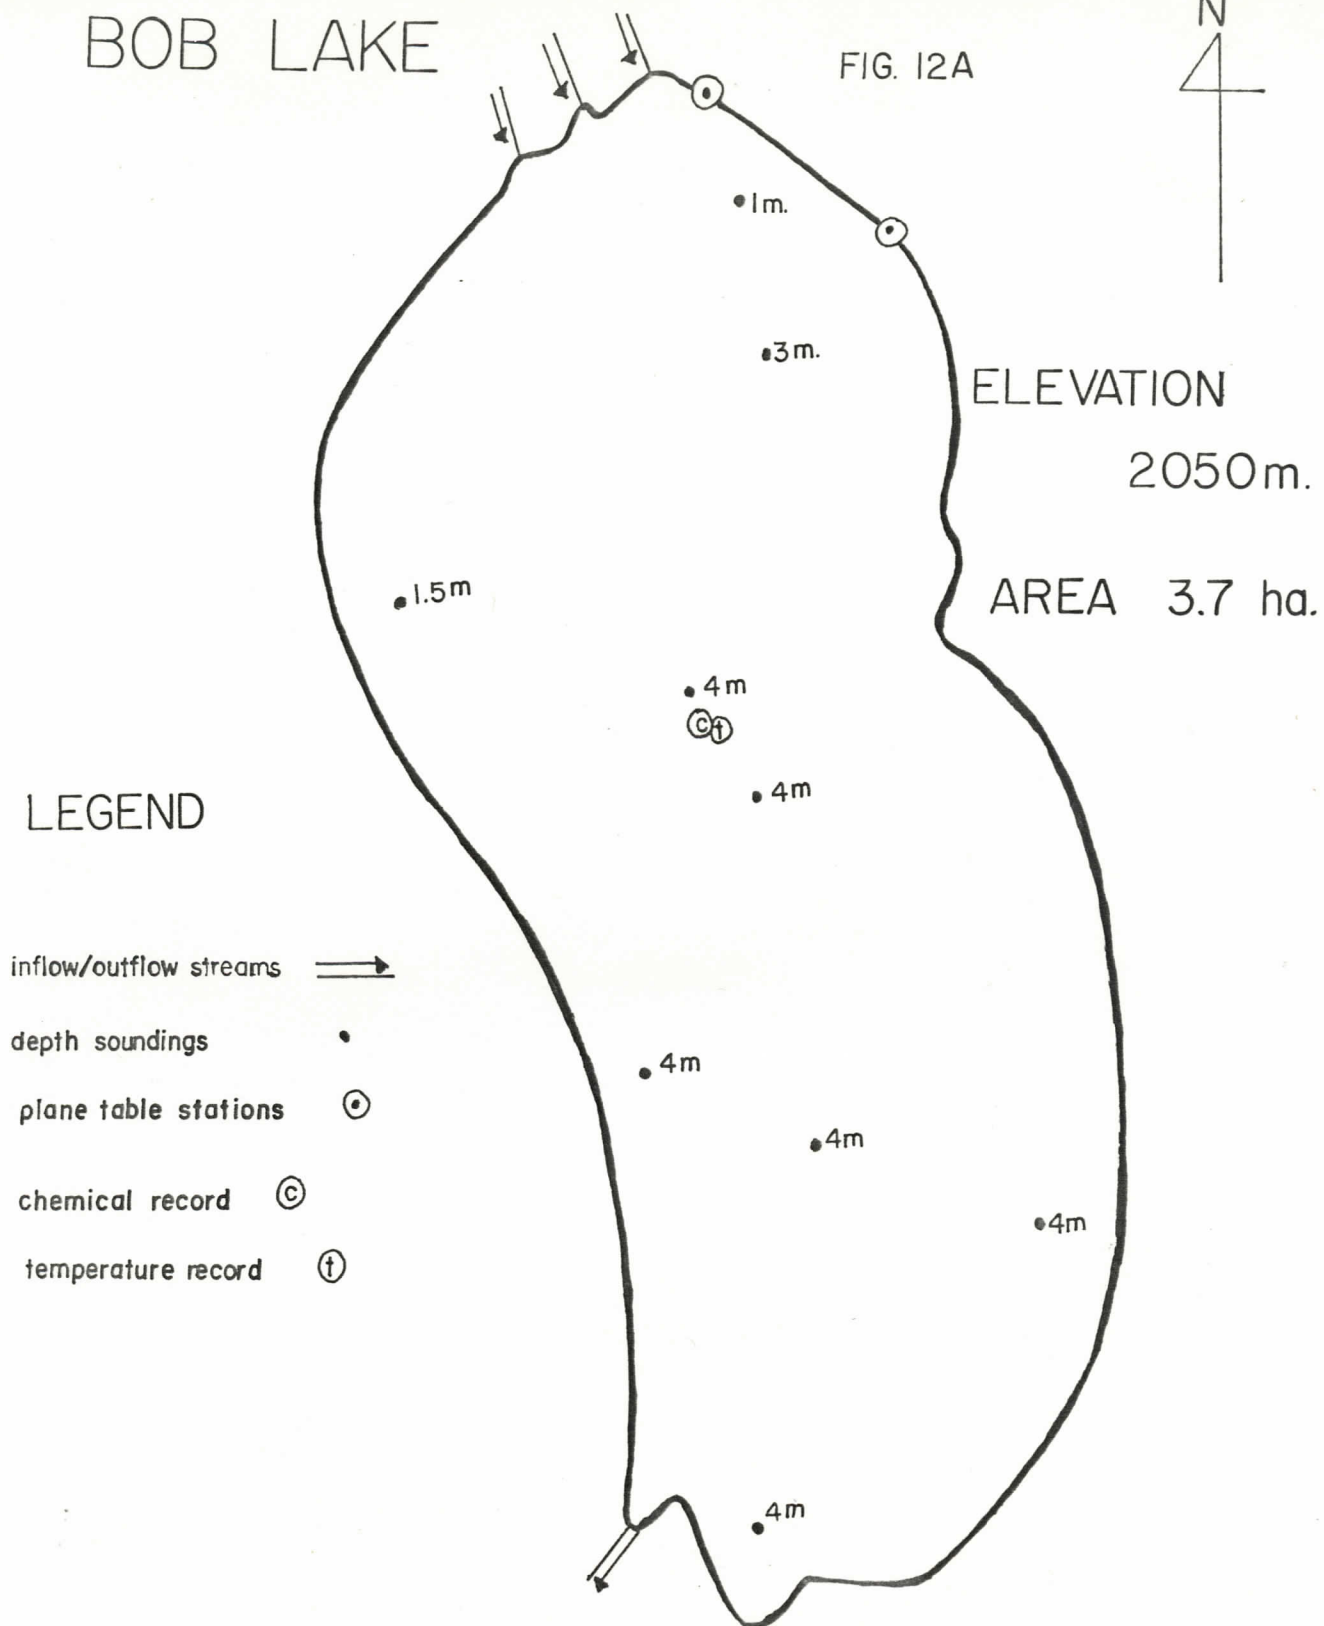 BOB LAKE
FIG. 12A
N
1m.
3m.
ELEVATION
2050m.
1.5m
AREA 3.7 ha.
4m
c t
4m
LEGEND
inflow/outflow streams
depth soundings
4m
plane table stations
4m
chemical record c
4m
temperature record t
4m